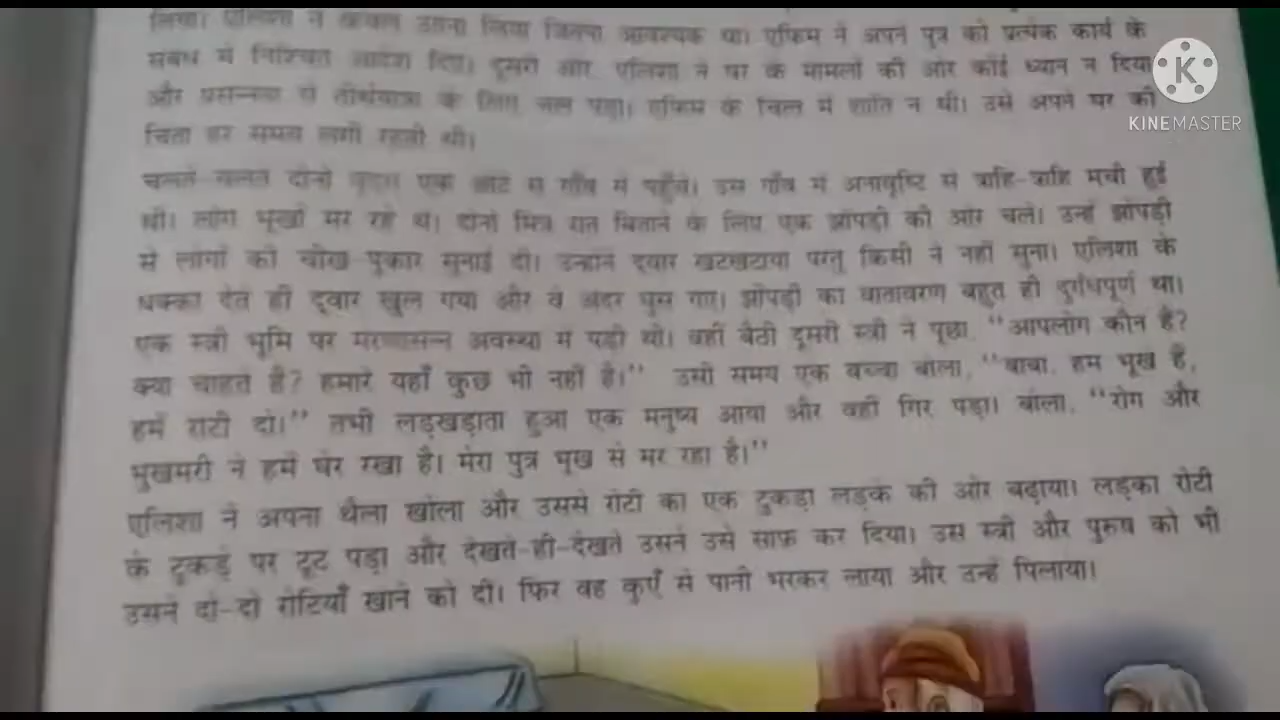 लिया। एलिशा ने केवल उतना लिया जितना आवश्यक था। एफिम ने अपने पुत्र को प्रत्येक कार्य के
संबंध में निश्चित आदेश दिए। दूसरी ओर, एलिशा ने घर के मामलों की ओर कोई ध्यान न दिया
और प्रसन्नता से तीर्थयात्रा के लिए चल पड़ा। एफिम के चित्त में शांति न थी। उसे अपने घर की
चिंता हर समय लगी रहती थी।
चलते-चलते दोनों वृद्ध एक छोटे से गाँव में पहुँचे। उस गाँव में अनावृष्टि से त्राहि-त्राहि मची हुई
थी। लोग भूखों मर रहे थे। दोनों मित्र रात बिताने के लिए एक झोंपड़ी की ओर चले। उन्हें झोंपड़ी
से लोगों की चीख-पुकार सुनाई दी। उन्होंने द्वार खटखटाया परंतु किसी ने नहीं सुना। एलिशा के
धक्का देते ही द्वार खुल गया और वे अंदर घुस गए। झोंपड़ी का वातावरण बहुत ही दुर्गंधपूर्ण था।
एक स्त्री भूमि पर मरणासन्न अवस्था में पड़ी थी। वहीं बैठी दूसरी स्त्री ने पूछा, "आपलोग कौन हैं?
क्या चाहते हैं? हमारे यहाँ कुछ भी नहीं है।" उसी समय एक बच्चा बोला, "बाबा, हम भूखे हैं,
हमें रोटी दो।" तभी लड़खड़ाता हुआ एक मनुष्य आया और वहीं गिर पड़ा। बोला, "रोग और
भुखमरी ने हमें घेर रखा है। मेरा पुत्र भूख से मर रहा है।"
एलिशा ने अपना थैला खोला और उससे रोटी का एक टुकड़ा लड़के की ओर बढ़ाया। लड़का रोटी
के टुकड़े पर टूट पड़ा और देखते-ही-देखते उसने उसे साफ़ कर दिया। उस स्त्री और पुरुष को भी
उसने दो-दो रोटियाँ खाने को दी। फिर वह कुएँ से पानी भरकर लाया और उन्हें पिलाया।
K
KINEMASTER